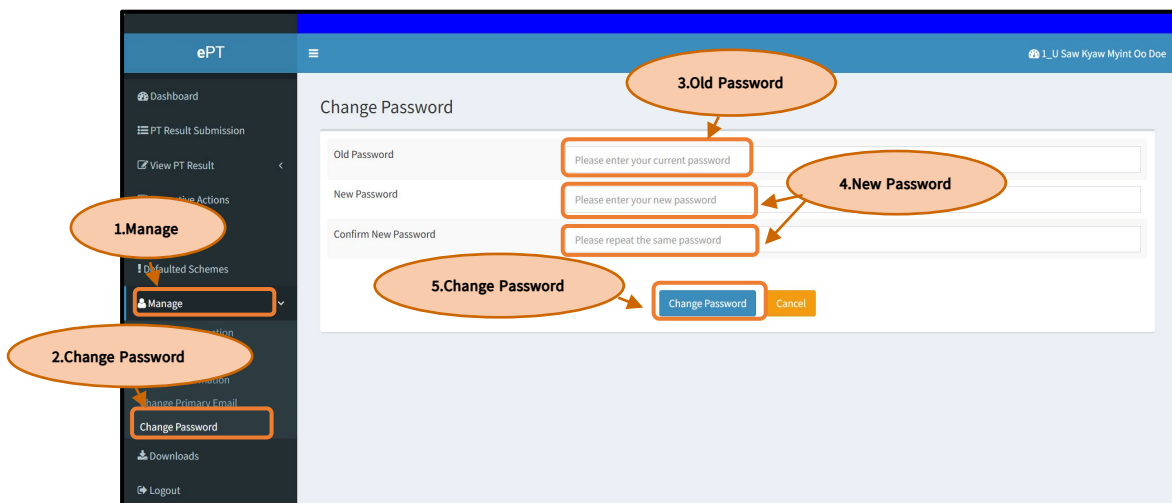 ePT
1_U Saw Kyaw Myint Oo Doe
Dashboard
PT Result Submission
View PT Result
Actions
1.Manage
Defaulted Schemes
Manage
2.Change Password
Change Primary Email
Change Password
Downloads
Logout
Change Password
3.Old Password
Old Password
Please enter your current password
4.New Password
New Password
Please enter your new password
Confirm New Password
Please repeat the same password
5.Change Password
Change Password
Cancel